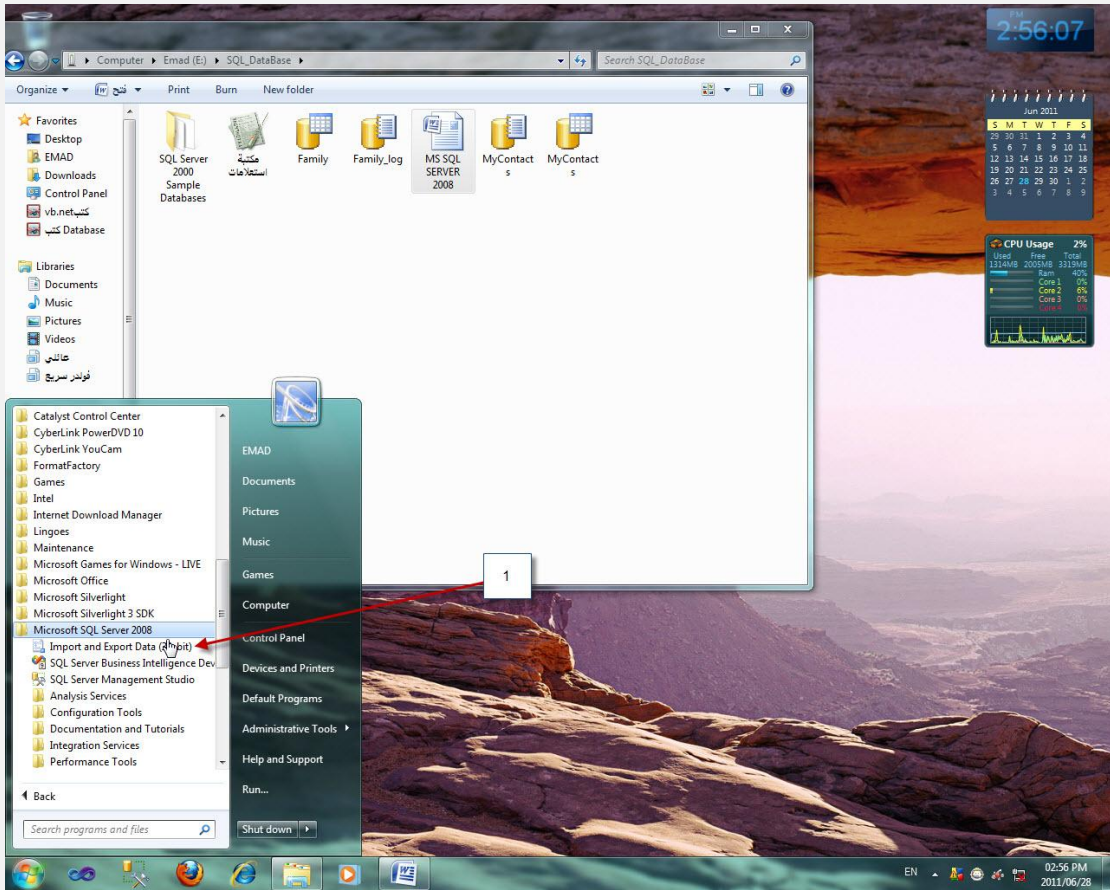 PM
2:56:07
Computer ▸ Emad (E:) ▸ SQL_DataBase ▸
Search SQL_DataBase
Organize ▾ فتح ▾ Print Burn New folder
Favorites
Desktop
EMAD
Downloads
Control Panel
vb.netكتب
كتب Database
Libraries
Documents
Music
Pictures
Videos
عائلي
فولدر سريع
SQL Server
2000
Sample
Databases
مكتبة
استعلامات
Family
Family_log
MS SQL
SERVER
2008
MyContact
s
MyContact
s
Jun 2011
S M T W T F S
29 30 31 1 2 3 4
5 6 7 8 9 10 11
12 13 14 15 16 17 18
19 20 21 22 23 24 25
26 27 28 29 30 1 2
3 4 5 6 7 8 9
CPU Usage 2%
Used Free Total
1314MB 2005MB 3319MB
Ram 40%
Core 1 0%
Core 2 6%
Core 3 0%
Core 4 0%
Catalyst Control Center
CyberLink PowerDVD 10
CyberLink YouCam
FormatFactory
Games
Intel
Internet Download Manager
Lingoes
Maintenance
Microsoft Games for Windows - LIVE
Microsoft Office
Microsoft Silverlight
Microsoft Silverlight 3 SDK
Microsoft SQL Server 2008
Import and Export Data
SQL Server Business Intelligence Dev
SQL Server Management Studio
Analysis Services
Configuration Tools
Documentation and Tutorials
Integration Services
Performance Tools
Back
Search programs and files
EMAD
Documents
Pictures
Music
Games
Computer
Control Panel
Devices and Printers
Default Programs
Administrative Tools
Help and Support
Run...
Shut down
1
EN
02:56 PM
2011/06/28